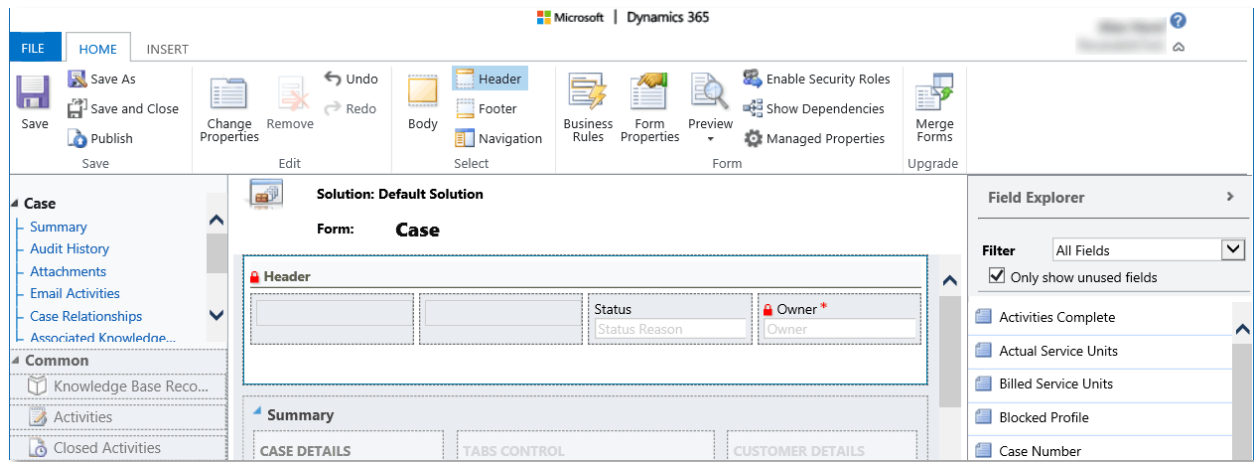 Microsoft | Dynamics 365
FILE HOME INSERT
Save
Save As
Save and Close
Publish
Save
Change Properties
Remove
Undo
Redo
Edit
Body
Header
Footer
Navigation
Select
Business Rules
Form Properties
Preview
Enable Security Roles
Show Dependencies
Managed Properties
Form
Merge Forms
Upgrade
Case
Summary
Audit History
Attachments
Email Activities
Case Relationships
Associated Knowledge...
Common
Knowledge Base Reco...
Activities
Closed Activities
Solution: Default Solution
Form: Case
Header
Status
Status Reason
Owner *
Owner
Summary
CASE DETAILS
TABS CONTROL
CUSTOMER DETAILS
Field Explorer
Filter All Fields
Only show unused fields
Activities Complete
Actual Service Units
Billed Service Units
Blocked Profile
Case Number